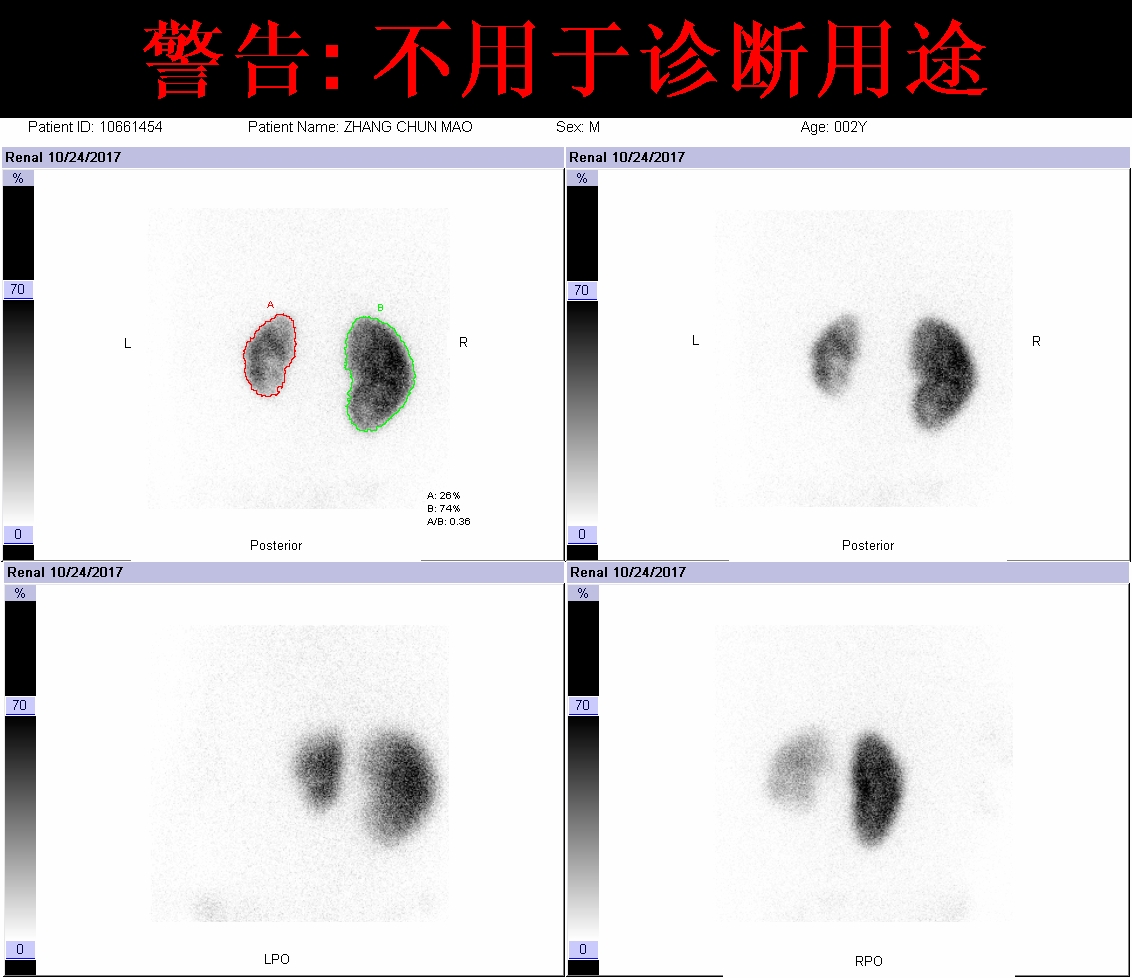 警告: 不用于诊断用途
Patient ID: 10661454 Patient Name: ZHANG CHUN MAO Sex: M Age: 002Y
Renal 10/24/2017
%
70
0
A
B
L
R
A: 26%
B: 74%
A/B: 0.36
Posterior
Renal 10/24/2017
%
70
0
L
R
Posterior
Renal 10/24/2017
%
70
0
LPO
Renal 10/24/2017
%
70
0
RPO